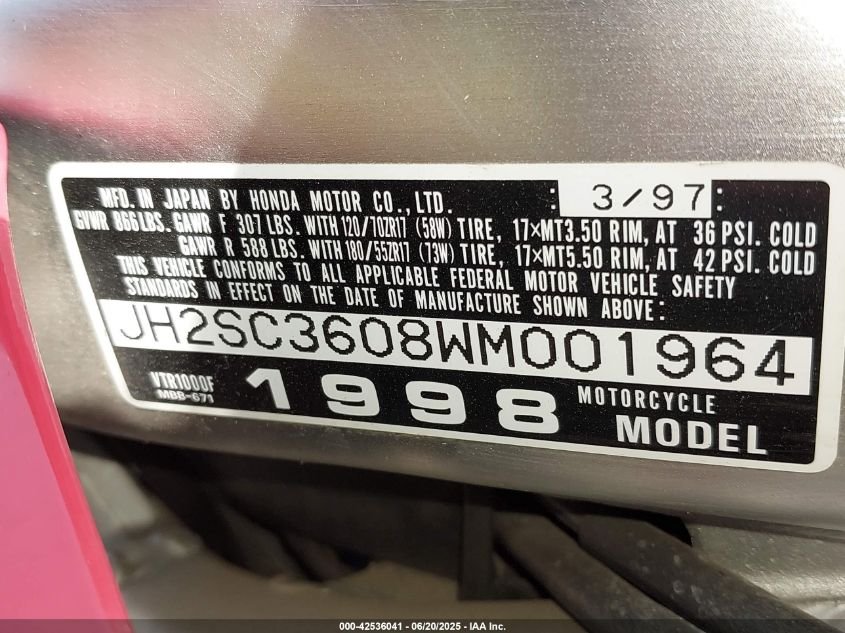 MFD. IN JAPAN BY HONDA MOTOR CO., LTD. : 3/97 :
GVWR 866 LBS. GAWR F 307 LBS. WITH 120/70ZR17 (58W) TIRE, 17×MT3.50 RIM, AT 36 PSI. COLD
GAWR R 588 LBS. WITH 180/55ZR17 (73W) TIRE, 17×MT5.50 RIM, AT 42 PSI. COLD
THIS VEHICLE CONFORMS TO ALL APPLICABLE FEDERAL MOTOR VEHICLE SAFETY
STANDARDS IN EFFECT ON THE DATE OF MANUFACTURE SHOWN ABOVE:
JH2SC3608WM001964
VTR1000F
MBB-671
1998
MOTORCYCLE
MODEL
000-42536041 - 06/20/2025 - IAA Inc.